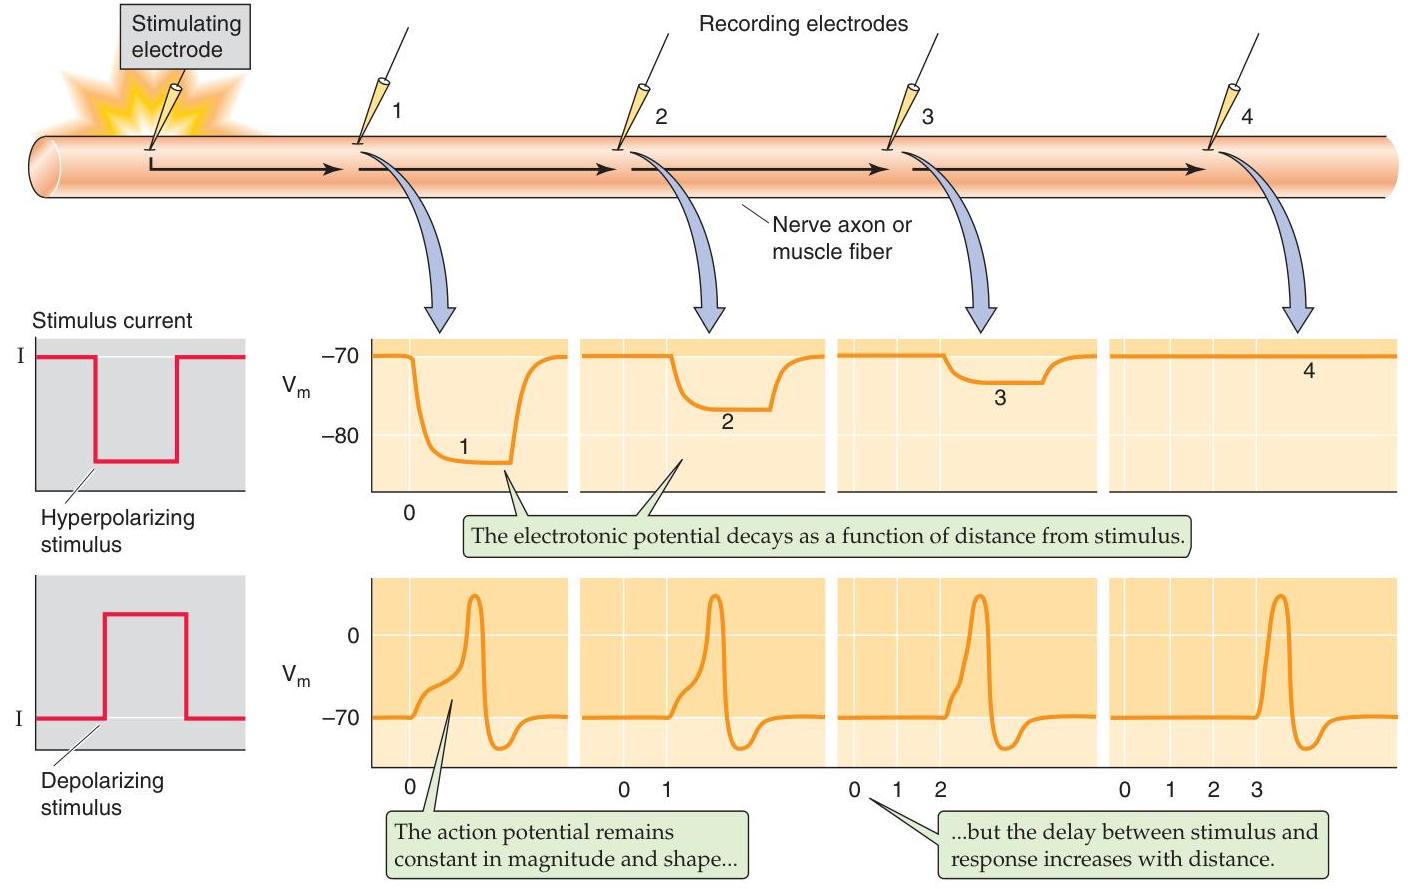 Stimulating
electrode
Recording electrodes
1
2
3
4
Nerve axon or
muscle fiber
Stimulus current
I
Hyperpolarizing
stimulus
Vm
–70
–80
1
2
3
4
0
The electrotonic potential decays as a function of distance from stimulus.
I
Depolarizing
stimulus
Vm
0
–70
0
0 1
0 1 2
0 1 2 3
The action potential remains
constant in magnitude and shape...
...but the delay between stimulus and
response increases with distance.